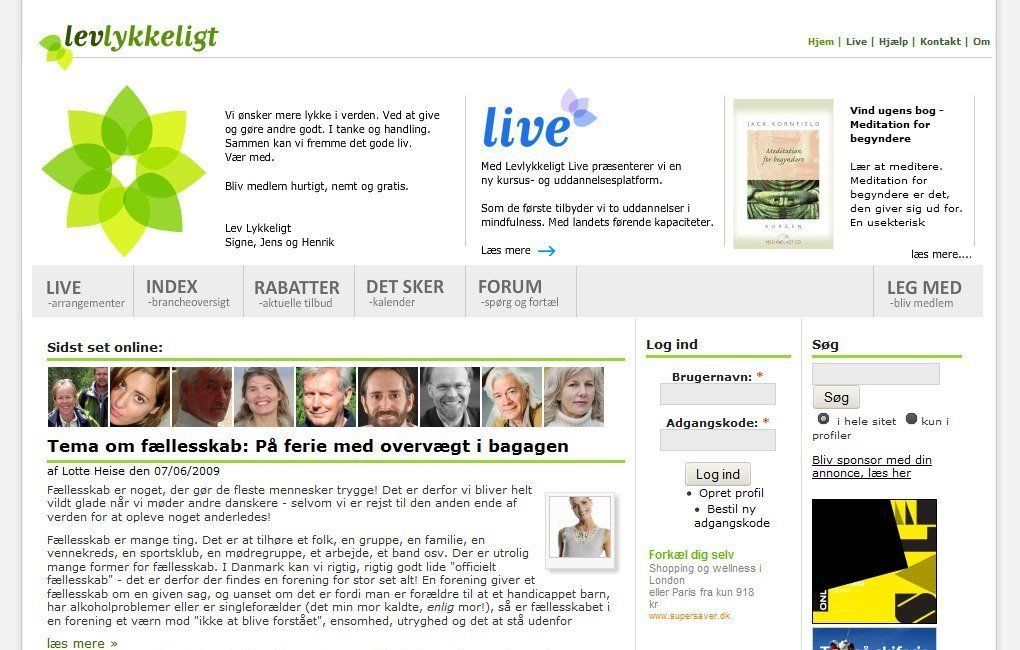 levlykkeligt
Hjem | Live | Hjælp | Kontakt | Om
Vi ønsker mere lykke i verden. Ved at give
og gøre andre godt. I tanke og handling.
Sammen kan vi fremme det gode liv.
Vær med.
Bliv medlem hurtigt, nemt og gratis.
Lev Lykkeligt
Signe, Jens og Henrik
live
Med Levlykkeligt Live præsenterer vi en
ny kursus- og uddannelsesplatform.
Som de første tilbyder vi to uddannelser i
mindfulness. Med landets førende kapaciteter.
Læs mere
JACK KORNFIELD
Meditation
for begyndere
BORGEN
MED INDLAGT CD
Vind ugens bog -
Meditation for
begyndere
Lær at meditere.
Meditation for
begyndere er det,
den giver sig ud for.
En usekterisk
læs mere....
LIVE
-arrangementer
INDEX
-brancheoversigt
RABATTER
-aktuelle tilbud
DET SKER
-kalender
FORUM
-spørg og fortæl
LEG MED
-bliv medlem
Sidst set online:
Tema om fællesskab: På ferie med overvægt i bagagen
af Lotte Heise den 07/06/2009
Fællesskab er noget, der gør de fleste mennesker trygge! Det er derfor vi bliver helt
vildt glade når vi møder andre danskere - selvom vi er rejst til den anden ende af
verden for at opleve noget anderledes!
Fællesskab er mange ting. Det er at tilhøre et folk, en gruppe, en familie, en
vennekreds, en sportsklub, en mødregruppe, et arbejde, et band osv. Der er utrolig
mange former for fællesskab. I Danmark kan vi rigtig, rigtig godt lide "officielt
fællesskab" - det er derfor der findes en forening for stor set alt! En forening giver et
fællesskab om en given sag, og uanset om det er fordi man er forældre til at et handicappet barn,
har alkoholproblemer eller er singleforælder (det min mor kaldte, enlig mor!), så er fællesskabet i
en forening et værn mod "ikke at blive forstået", ensomhed, utryghed og det at stå udenfor
læs mere »
Log ind
Brugernavn: *
Adgangskode: *
Log ind
• Opret profil
• Bestil ny
adgangskode
Forkæl dig selv
Shopping og wellness i
London
eller Paris fra kun 918
kr
www.supersaver.dk
Søg
Søg
i hele sitet kun i
profiler
Bliv sponsor med din
annonce, læs her
ONL